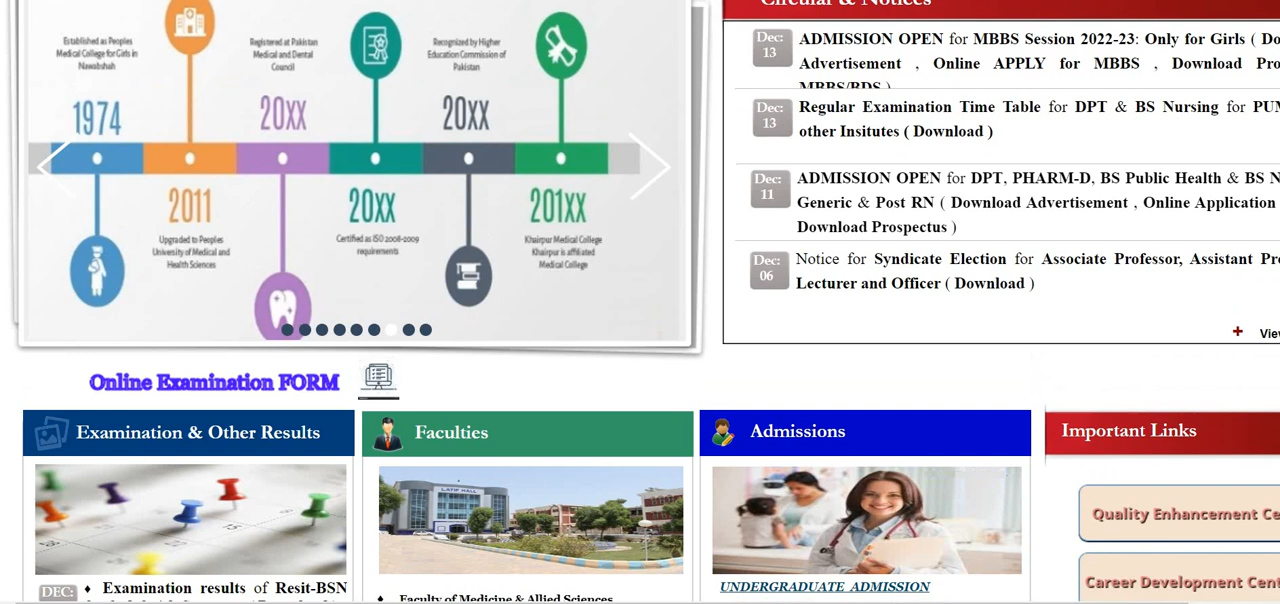 Circular & Notices
Established as Peoples
Medical College for Girls in
Nawabshah
1974
2011
Upgraded to Peoples
University of Medical and
Health Sciences
Registered at Pakistan
Medical and Dental
Council
20XX
20XX
Certified as ISO 2008-2009
requirements
Recognized by Higher
Education Commission of
Pakistan
20XX
201XX
Khairpur Medical College
Khairpur is affiliated
Medical College
Dec:
13
ADMISSION OPEN for MBBS Session 2022-23: Only for Girls ( Do
Advertisement , Online APPLY for MBBS , Download Pro
MBBS/BDS )
Dec:
13
Regular Examination Time Table for DPT & BS Nursing for PUM
other Insitutes ( Download )
Dec:
11
ADMISSION OPEN for DPT, PHARM-D, BS Public Health & BS N
Generic & Post RN ( Download Advertisement , Online Application
Download Prospectus )
Dec:
06
Notice for Syndicate Election for Associate Professor, Assistant Pro
Lecturer and Officer ( Download )
+ Vie
Online Examination FORM
Examination & Other Results
DEC:
♦ Examination results of Resit-BSN
Faculties
LATIF HALL
♦ Faculty of Medicine & Allied Sciences
Admissions
UNDERGRADUATE ADMISSION
Important Links
Quality Enhancement Ce
Career Development Cent